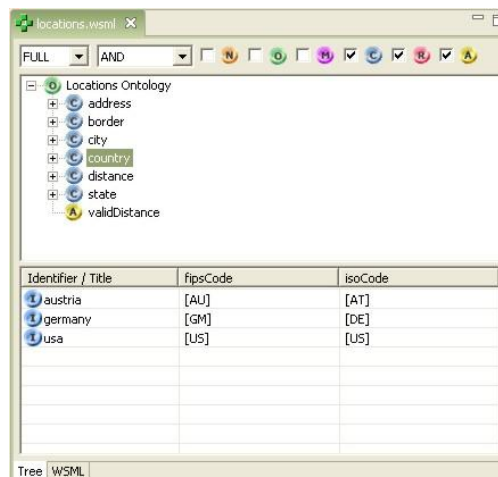 locations.wsml
FULL AND N O M C R A
O Locations Ontology
C address
C border
C city
C country
C distance
C state
A validDistance
Identifier / Title fipsCode isoCode
I austria [AU] [AT]
I germany [GM] [DE]
I usa [US] [US]
Tree WSML